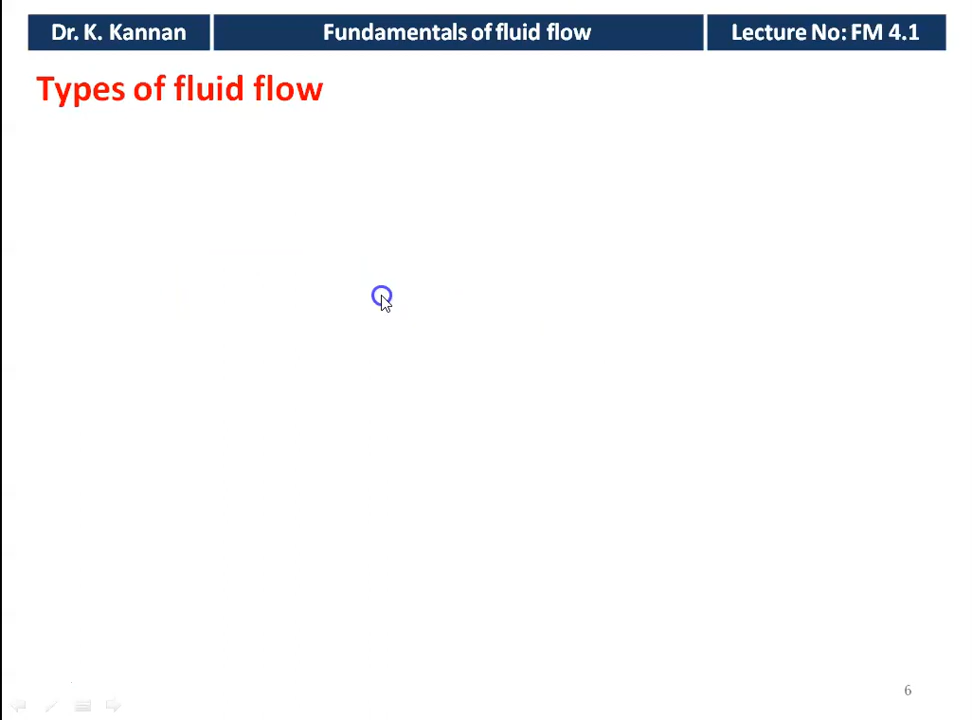 Dr. K. Kannan
Fundamentals of fluid flow
Lecture No: FM 4.1
Types of fluid flow
6